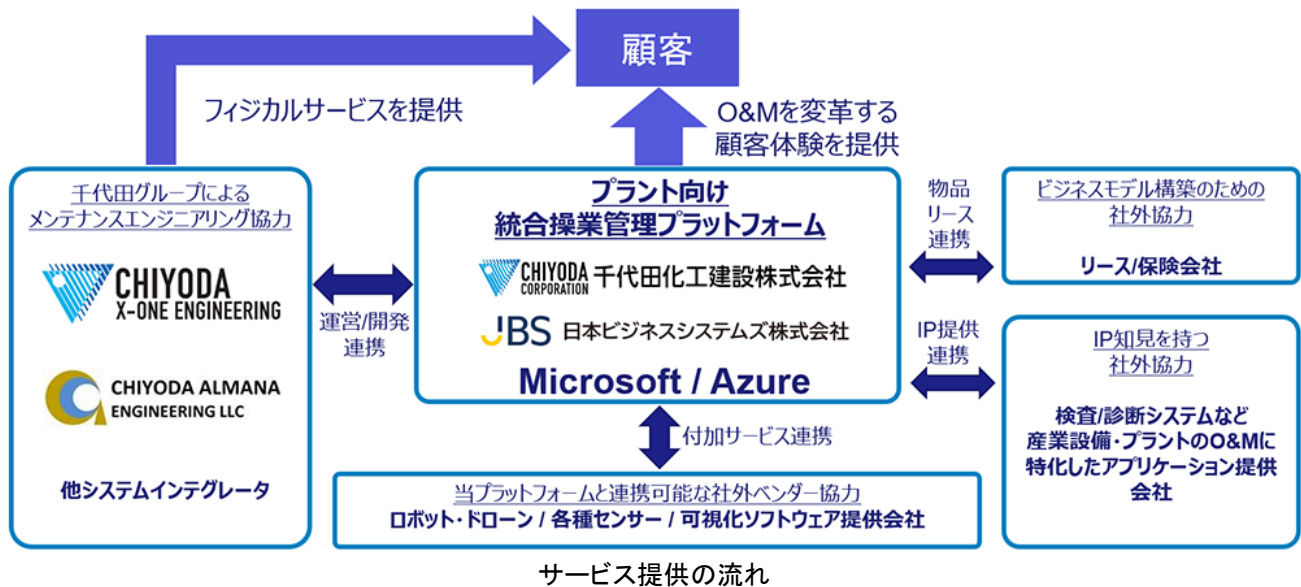 顧客
フィジカルサービスを提供
O&Mを変革する
顧客体験を提供
千代田グループによる
メンテナンスエンジニアリング協力
CHIYODA
X-ONE ENGINEERING
CHIYODA ALMANA
ENGINEERING LLC
他システムインテグレータ
運営/開発
連携
プラント向け
統合操業管理プラットフォーム
CHIYODA
CORPORATION
千代田化工建設株式会社
JBS 日本ビジネスシステムズ株式会社
Microsoft / Azure
物品
リース
連携
ビジネスモデル構築のための
社外協力
リース/保険会社
IP提供
連携
IP知見を持つ
社外協力
検査/診断システムなど
産業設備・プラントのO&Mに
特化したアプリケーション提供
会社
付加サービス連携
当プラットフォームと連携可能な社外ベンダー協力
ロボット・ドローン / 各種センサー / 可視化ソフトウェア提供会社
サービス提供の流れ